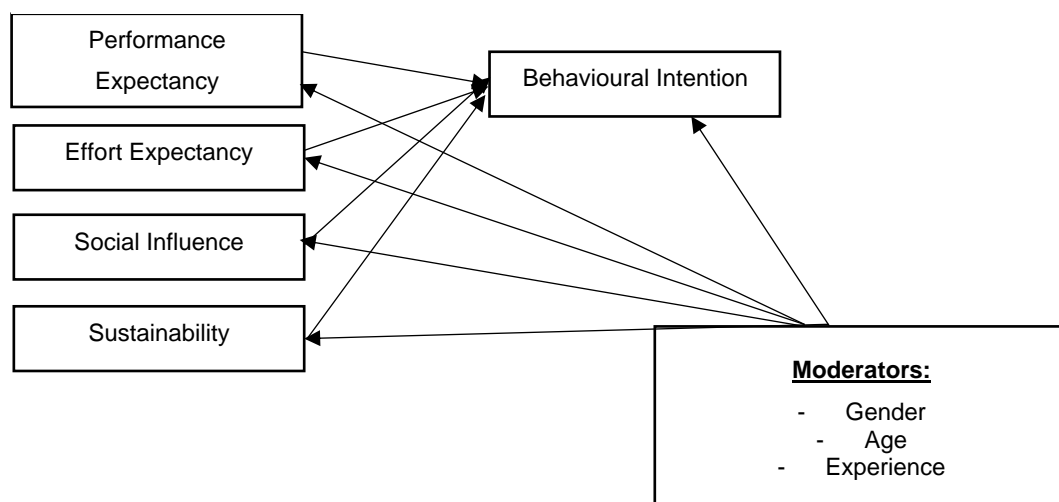 Performance
Expectancy
Behavioural Intention
Effort Expectancy
Social Influence
Sustainability
Moderators:
- Gender
- Age
- Experience